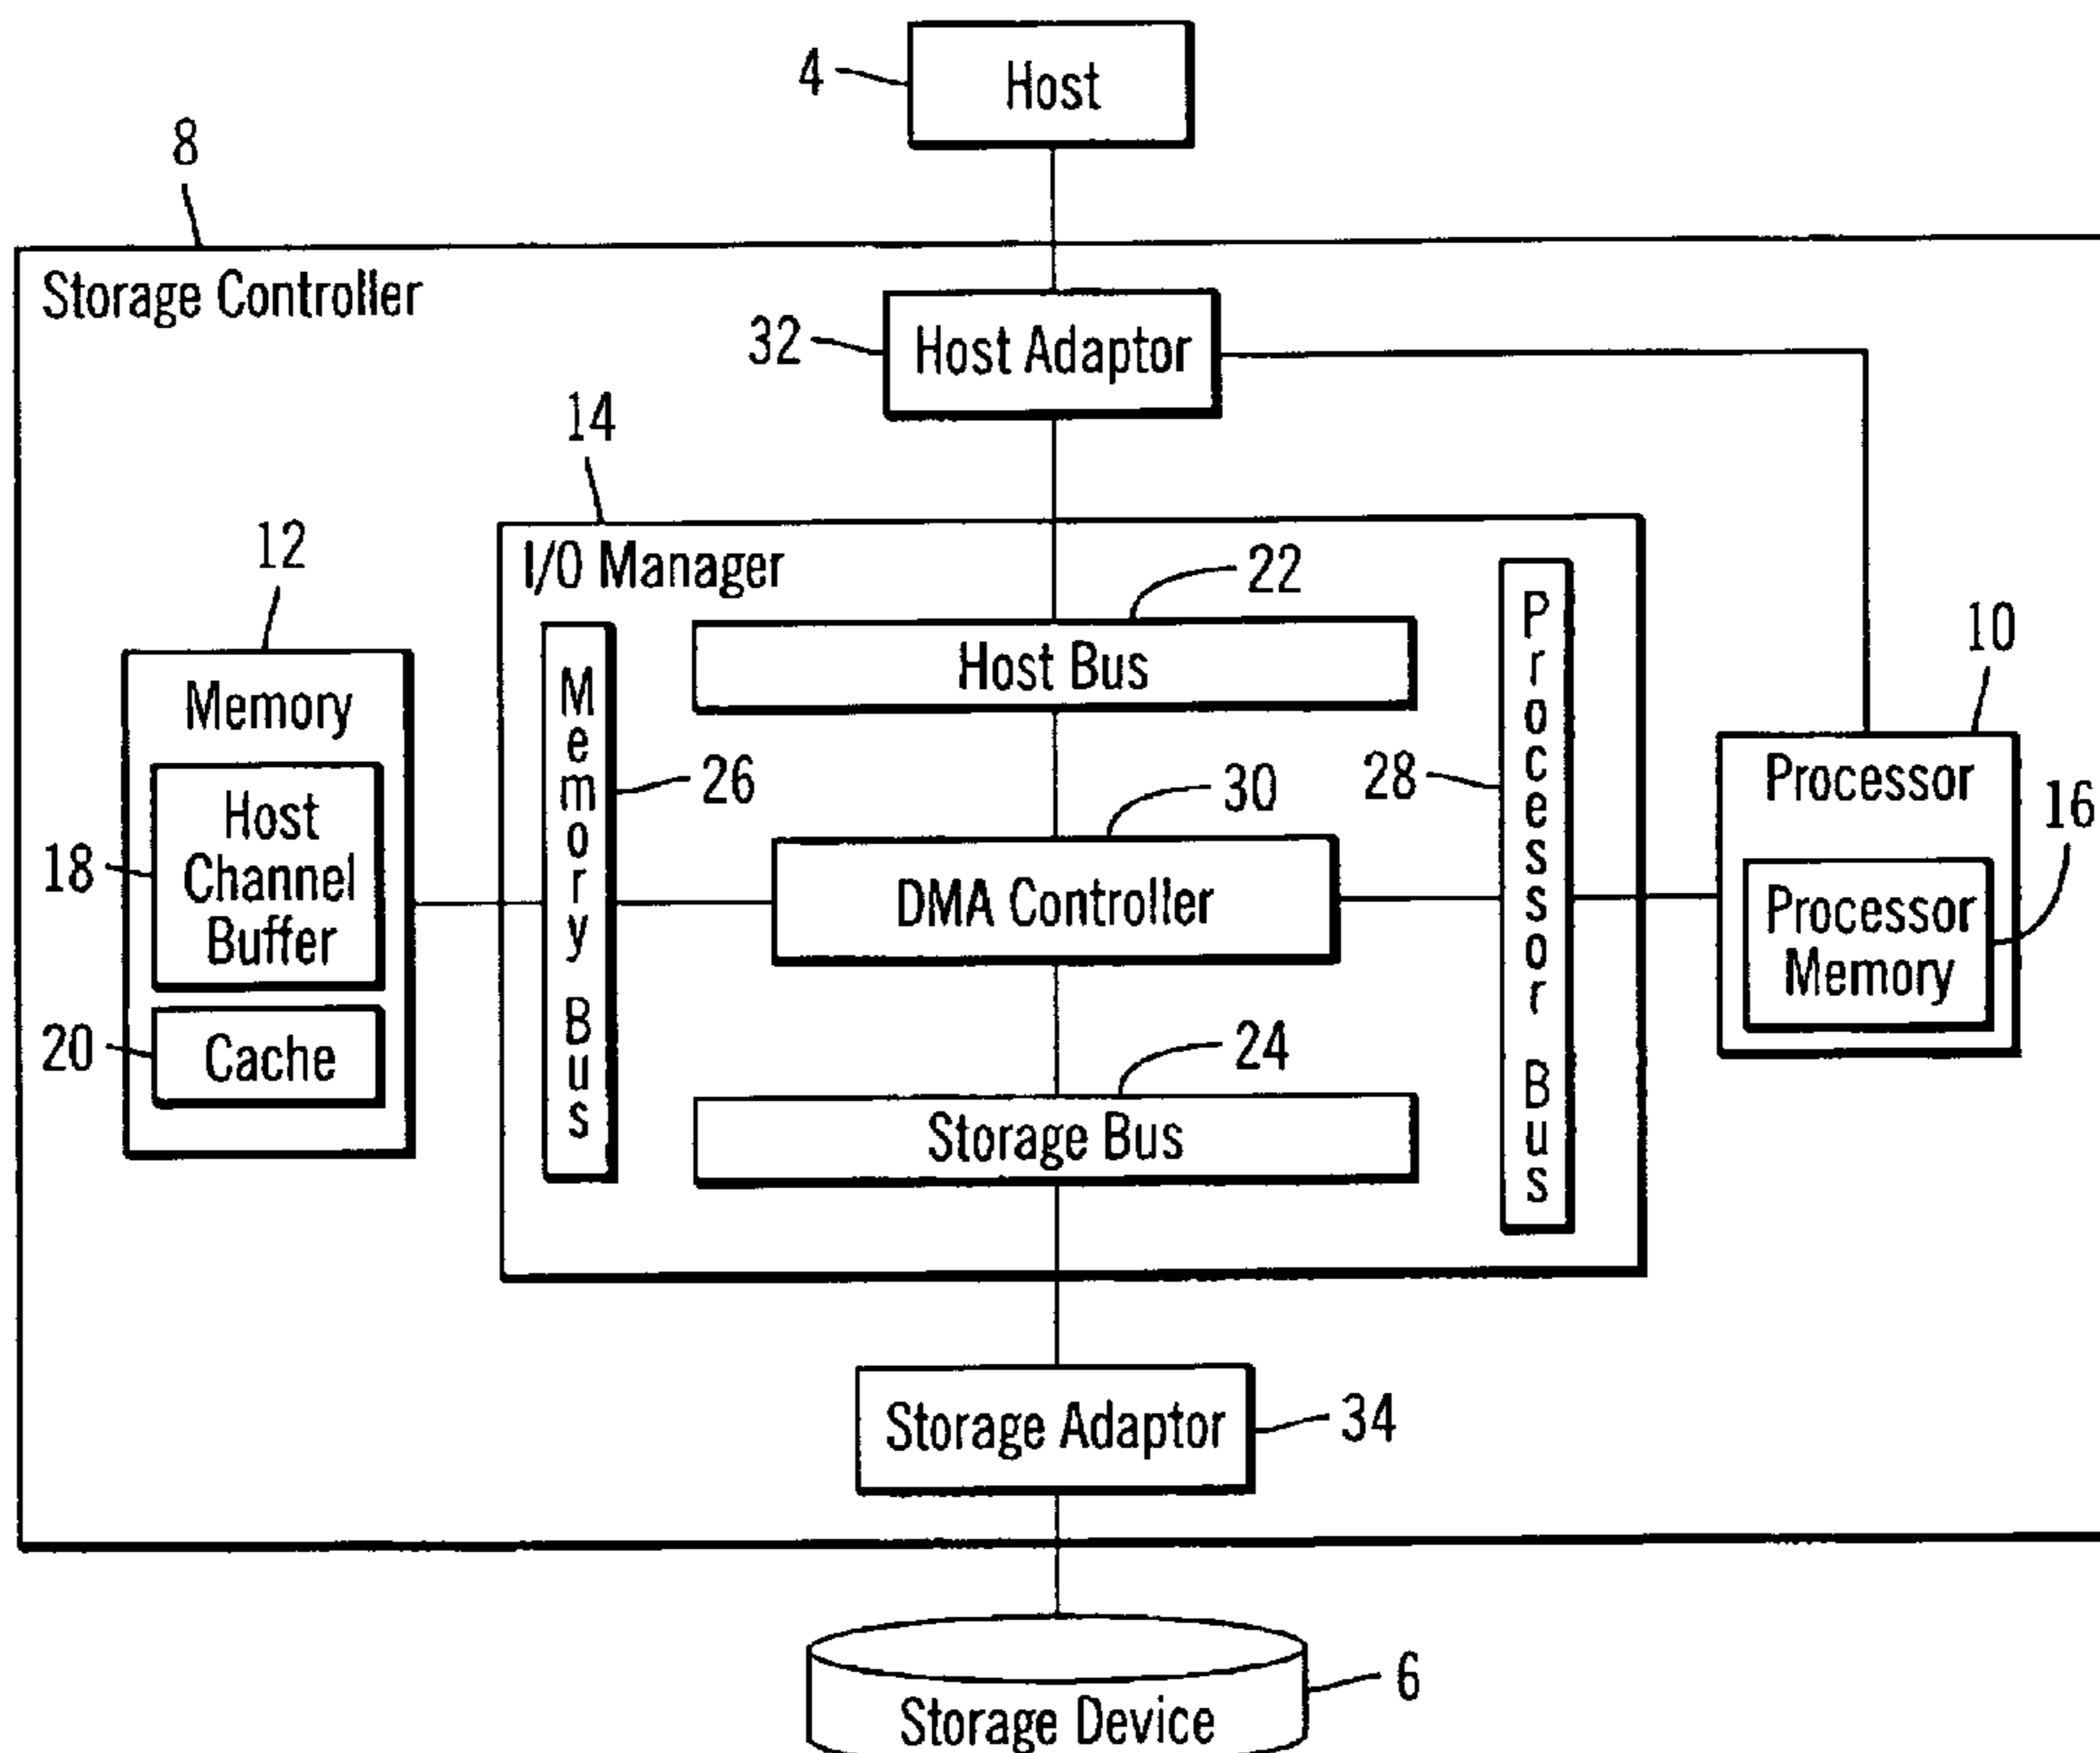 4
Host
8
Storage Controller
32
Host Adaptor
14
12
I/O Manager
22
Host Bus
10
Memory
Memory Bus
26
30
28
Processor Bus
Processor
16
18
Host
Channel
Buffer
DMA Controller
Processor
Memory
20
Cache
24
Storage Bus
Storage Adaptor
34
6
Storage Device